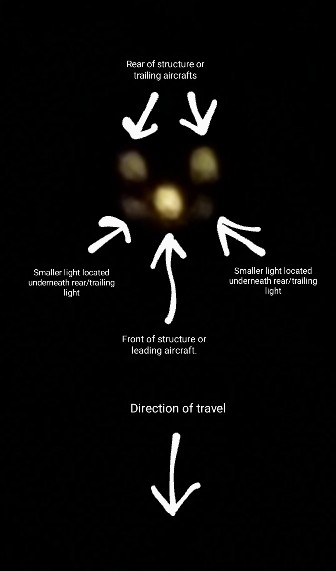 Rear of structure or
trailing aircrafts
Smaller light located
underneath rear/trailing
light
Smaller light located
underneath rear/trailing
light
Front of structure or
leading aircraft.
Direction of travel